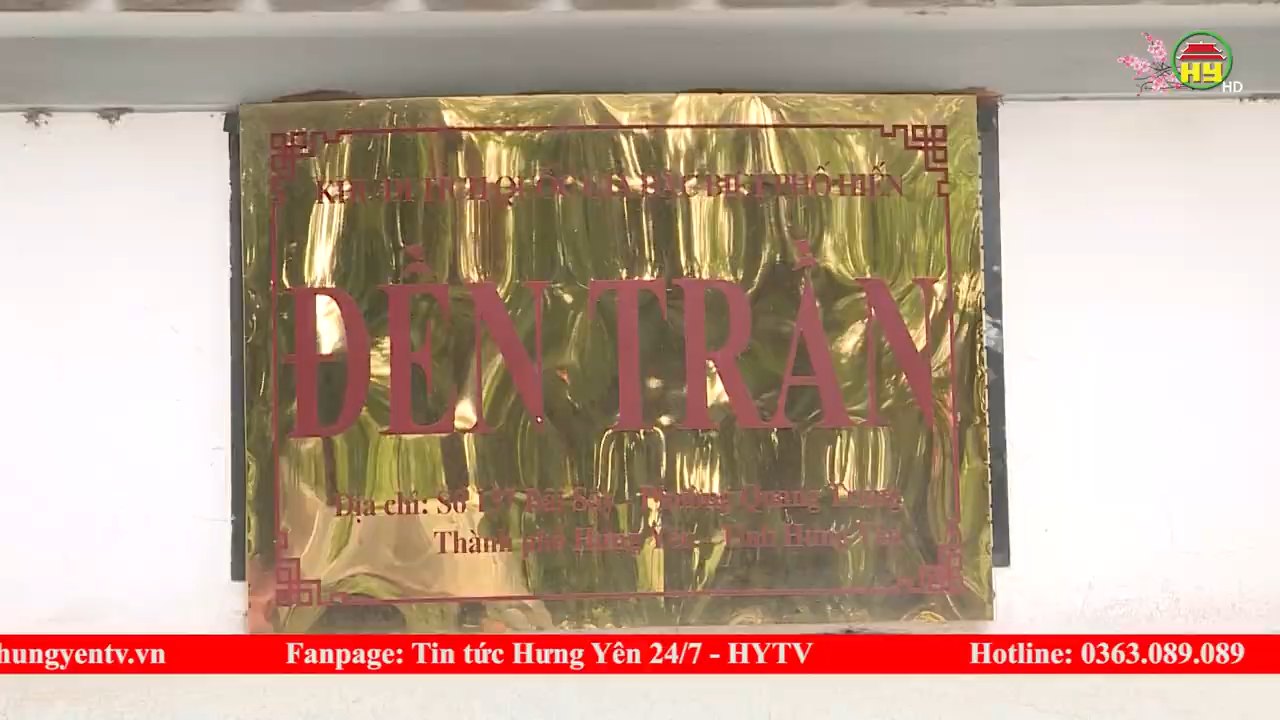 HY HD
KHU DI TÍCH QUỐC GIA ĐẶC BIỆT PHỐ HIẾN
ĐỀN TRẦN
Địa chỉ: Số Bãi Sậy - Phường Quang Trung
Thành phố Hưng Yên - Tỉnh Hưng Yên
hungyentv.vn Fanpage: Tin tức Hưng Yên 24/7 - HYTV Hotline: 0363.089.089